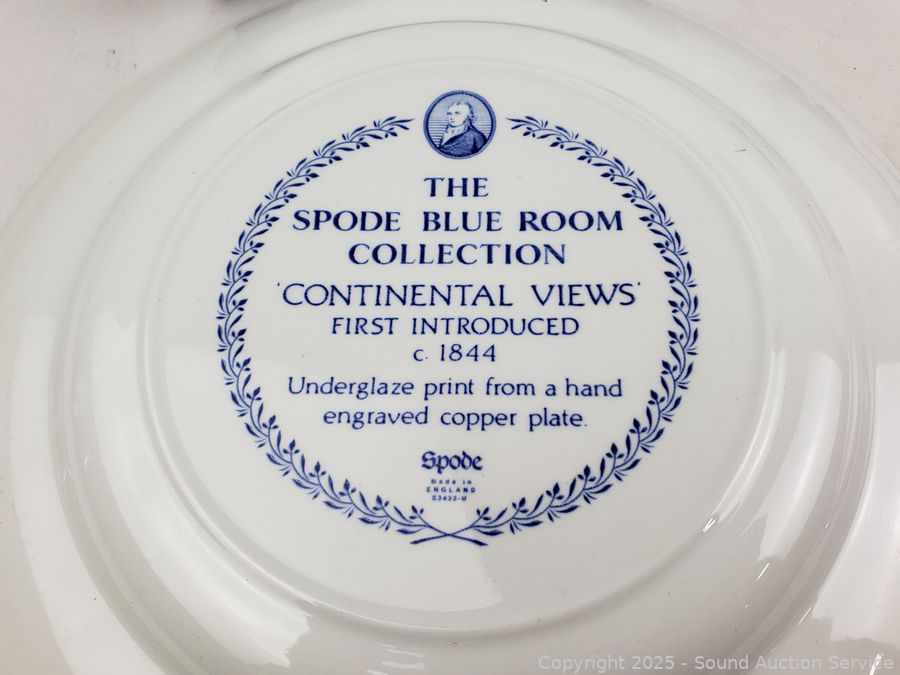 THE
SPODE BLUE ROOM
COLLECTION
'CONTINENTAL VIEWS'
FIRST INTRODUCED
c. 1844
Underglaze print from a hand
engraved copper plate.
Spode
Made in
ENGLAND
S3433-U
Copyright 2025 - Sound Auction Service